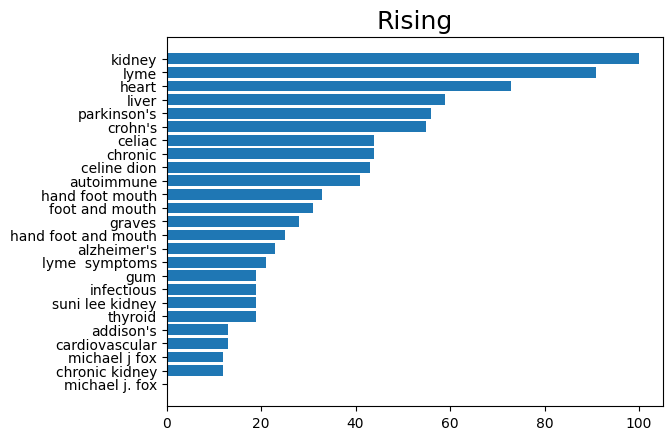 Rising
kidney
lyme
heart
liver
parkinson's
crohn's
celiac
chronic
celine dion
autoimmune
hand foot mouth
foot and mouth
graves
hand foot and mouth
alzheimer's
lyme  symptoms
gum
infectious
suni lee kidney
thyroid
addison's
cardiovascular
michael j fox
chronic kidney
michael j. fox
0 20 40 60 80 100